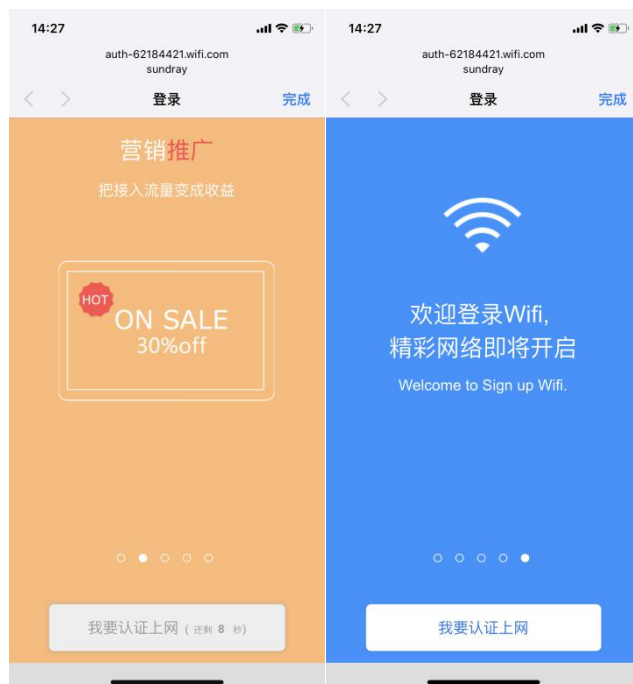 14:27
auth-62184421.wifi.com
sundray
登录
完成
营销推广
把接入流量变成收益
HOT
ON SALE
30%off
我要认证上网 ( 还剩 8 秒)
14:27
auth-62184421.wifi.com
sundray
登录
完成
欢迎登录Wifi,
精彩网络即将开启
Welcome to Sign up Wifi.
我要认证上网